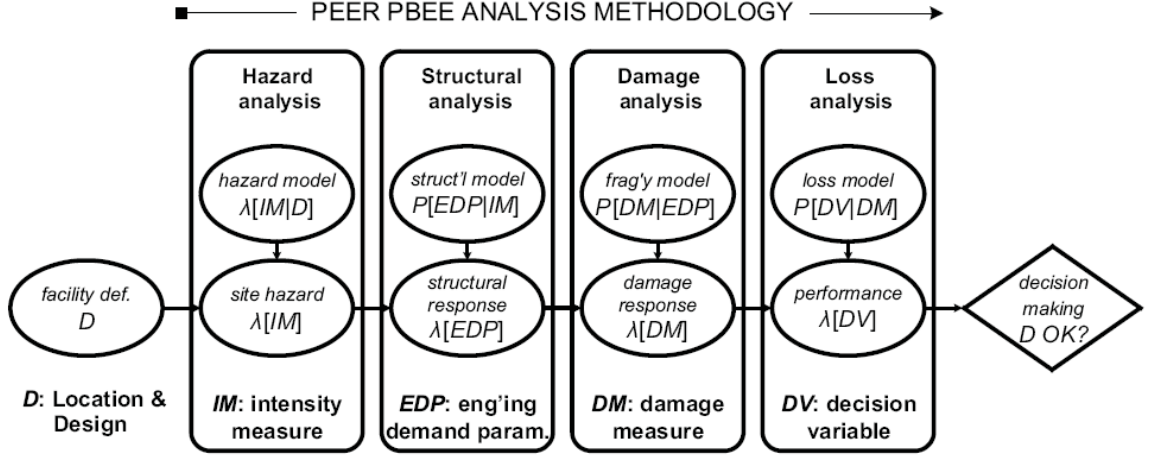 PEER PBEE ANALYSIS METHODOLOGY
Hazard
analysis
Structural
analysis
Damage
analysis
Loss
analysis
hazard model
λ[IM|D]
struct'l model
P[EDP|IM]
frag'y model
P[DM|EDP]
loss model
P[DV|DM]
facility def.
D
site hazard
λ[IM]
structural
response
λ[EDP]
damage
response
λ[DM]
performance
λ[DV]
decision
making
D OK?
D: Location &
Design
IM: intensity
measure
EDP: eng'ing
demand param.
DM: damage
measure
DV: decision
variable